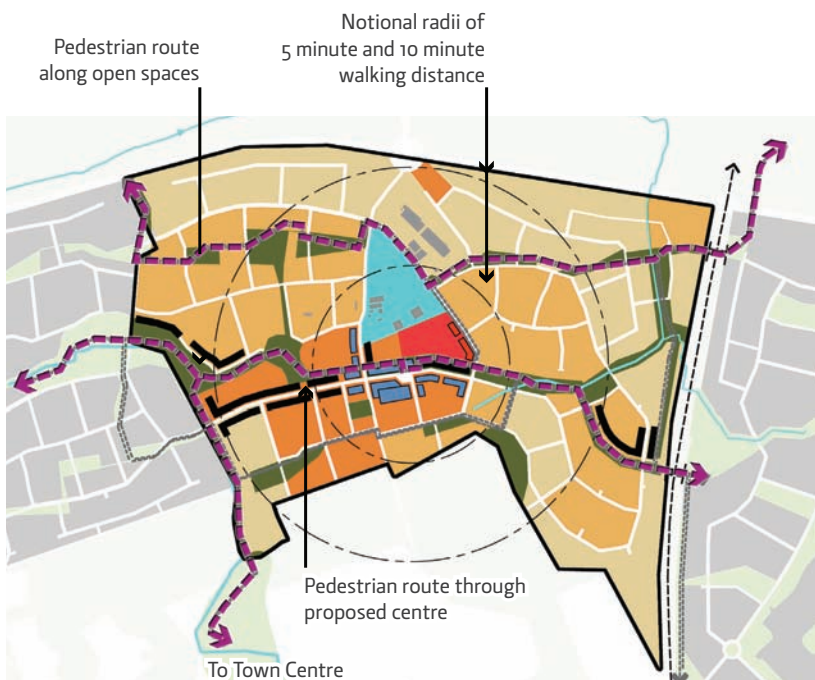 Pedestrian route
along open spaces
Notional radii of
5 minute and 10 minute
walking distance
Pedestrian route through
proposed centre
To Town Centre